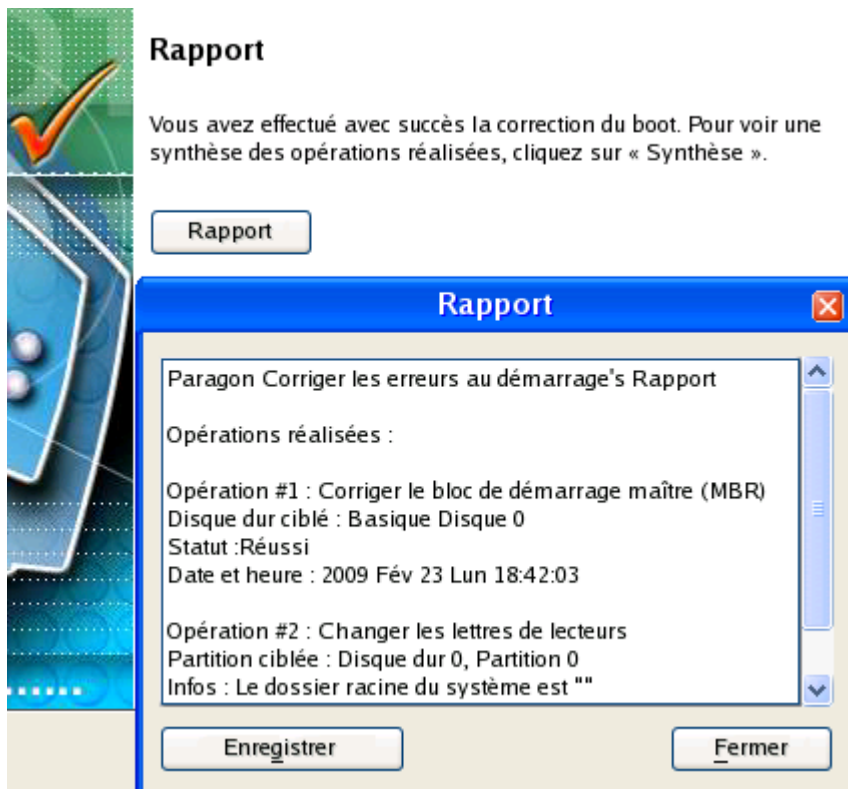 Rapport
Vous avez effectué avec succès la correction du boot. Pour voir une
synthèse des opérations réalisées, cliquez sur « Synthèse ».
Rapport
Rapport
Paragon Corriger les erreurs au démarrage's Rapport
Opérations réalisées :
Opération #1 : Corriger le bloc de démarrage maître (MBR)
Disque dur ciblé : Basique Disque 0
Statut :Réussi
Date et heure : 2009 Fév 23 Lun 18:42:03
Opération #2 : Changer les lettres de lecteurs
Partition ciblée : Disque dur 0, Partition 0
Infos : Le dossier racine du système est ""
Enregistrer
Fermer